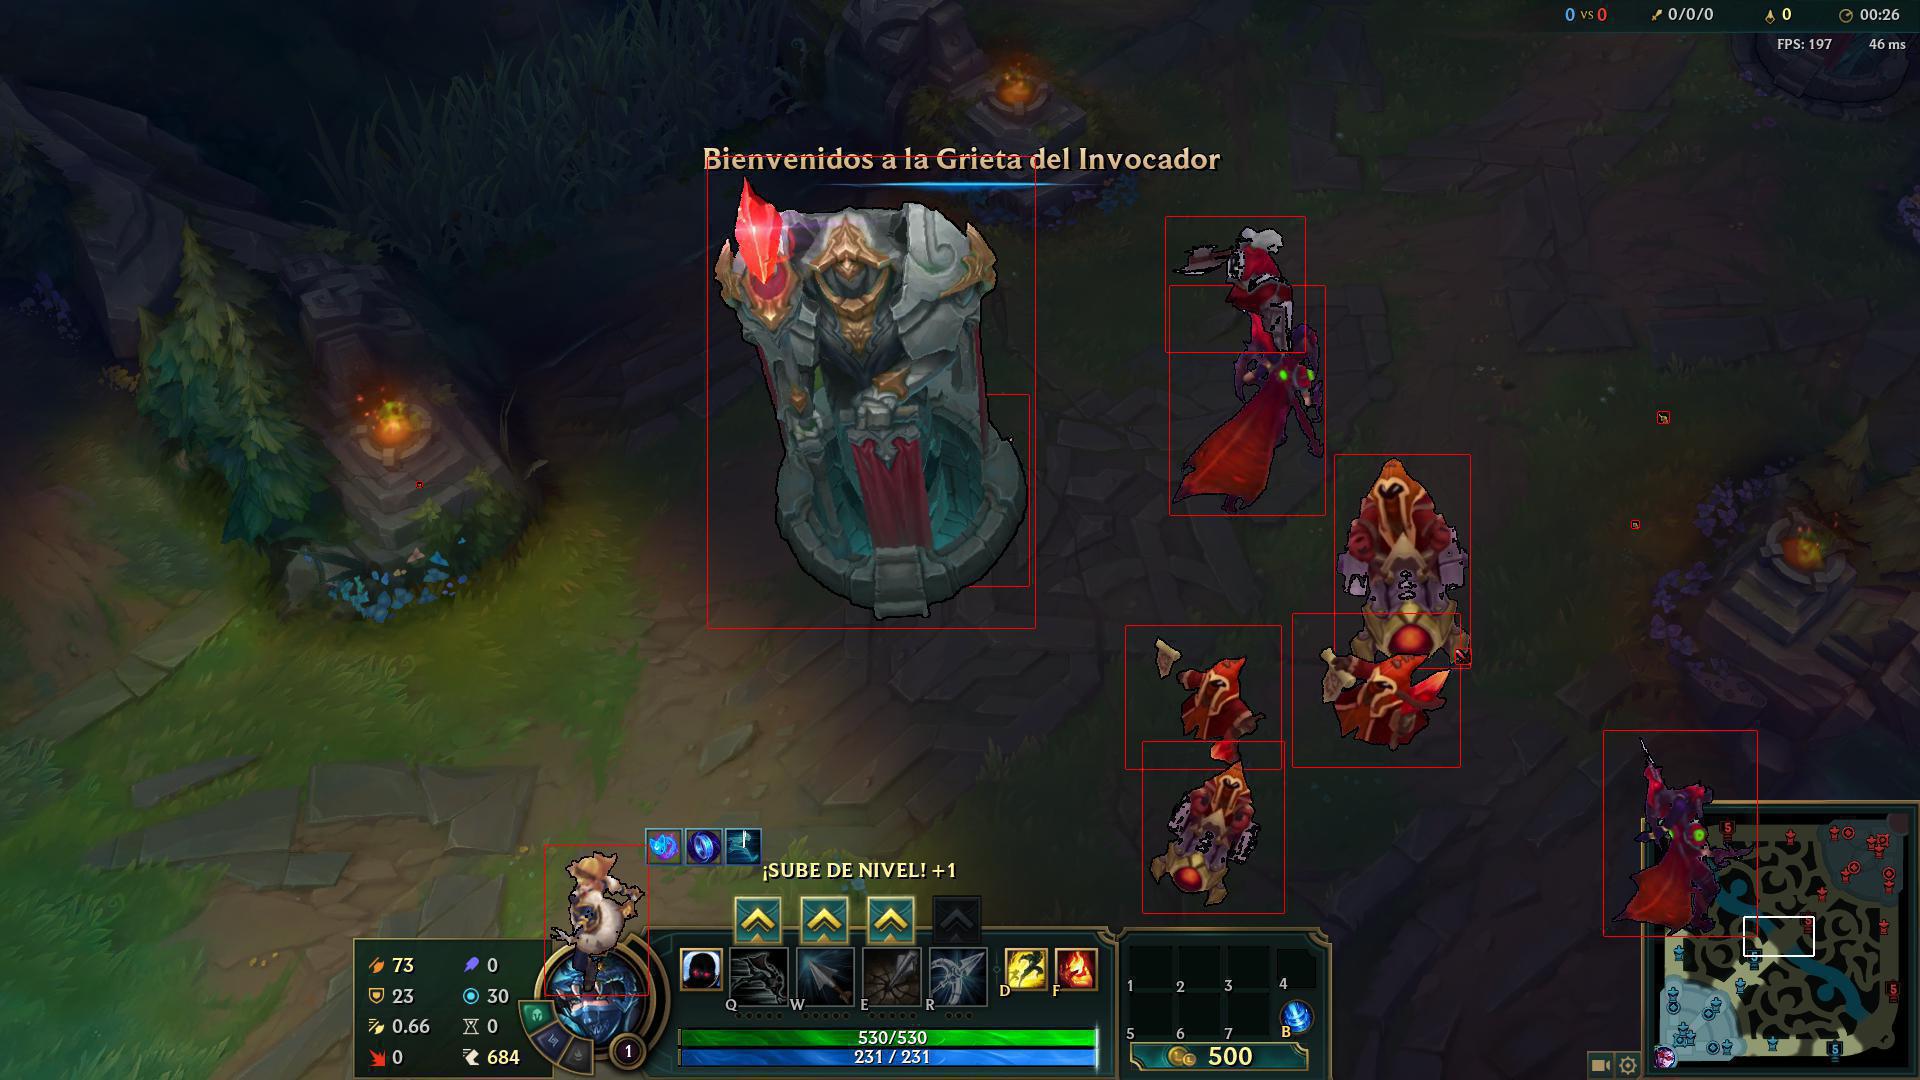 0 vs 0 0/0/0 0 00:26
FPS: 197 46 ms
Bienvenidos a la Grieta del Invocador
¡SUBE DE NIVEL! +1
73 0
23 30
0.66 0
0 684
1
Q W E R D F
530/530
231 / 231
1 2 3 4
5 6 7 B
500
5
5
5